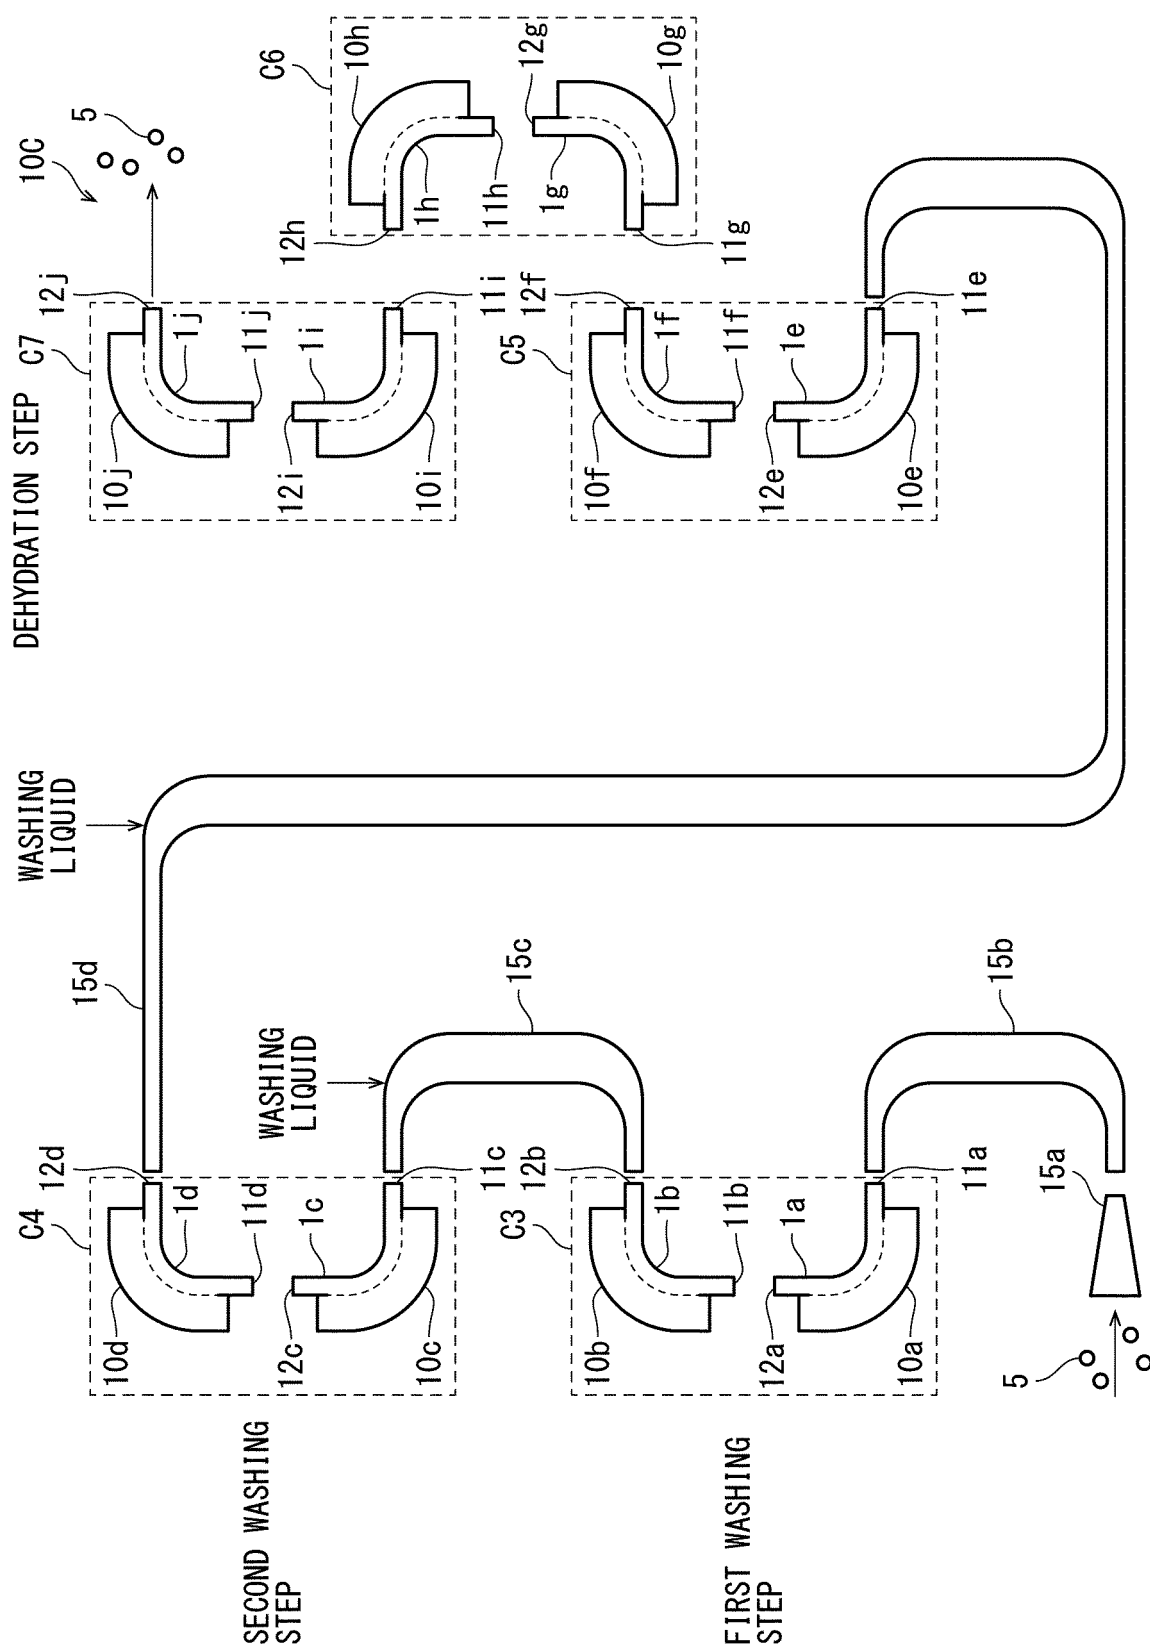 DEHYDRATION STEP
10C
5
C7
12j
10j
1j
11j
1i
12i
11i
10i
C6
10h
12h
1h
11h
12g
1g
11g
10g
C5
12f
10f
1f
11f
1e
12e
11e
10e
WASHING
LIQUID
15d
WASHING
LIQUID
15c
15b
SECOND WASHING
STEP
C4
12d
10d
1d
11d
1c
12c
11c
10c
FIRST WASHING
STEP
C3
12b
10b
1b
11b
1a
12a
11a
10a
15a
5